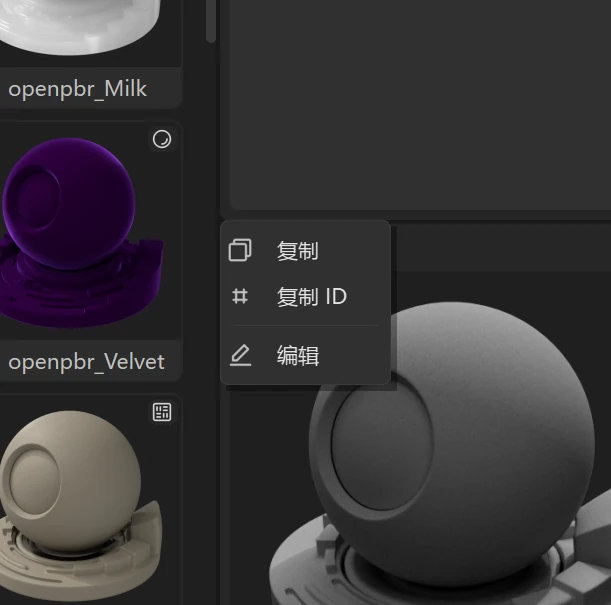 openpbr_Milk
openpbr_Velvet
复制
复制 ID
编辑